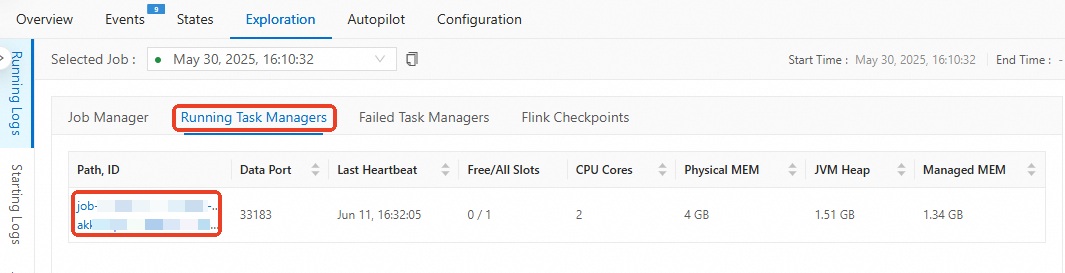 Overview Events 9 States Exploration Autopilot Configuration
Selected Job : May 30, 2025, 16:10:32 Start Time : May 30, 2025, 16:10:32 End Time : -
Running Logs
Starting Logs
Job Manager Running Task Managers Failed Task Managers Flink Checkpoints
Path, ID Data Port Last Heartbeat Free/All Slots CPU Cores Physical MEM JVM Heap Managed MEM
job- -... 33183 Jun 11, 16:32:05 0 / 1 2 4 GB 1.51 GB 1.34 GB
akk ...